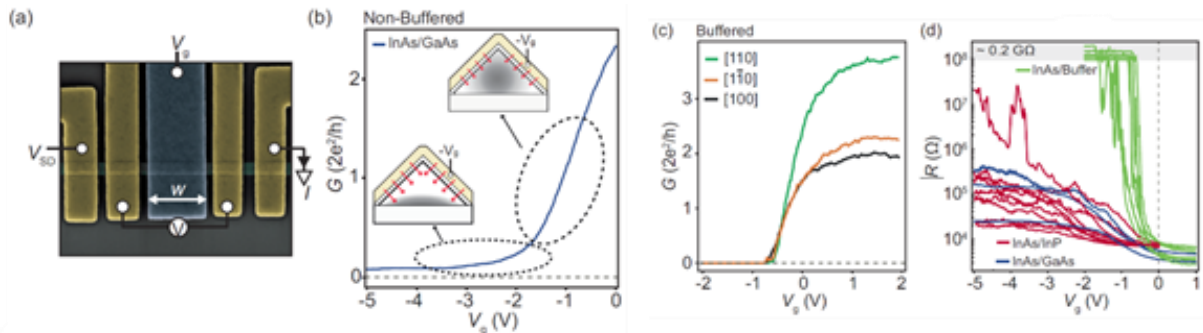 (a)
V_g
V_SD
w
V
I
(b)
Non-Buffered
InAs/GaAs
-V_g
-V_g
G (2e²/h)
2
1
0
-5 -4 -3 -2 -1 0
V_g (V)
(c)
Buffered
[110]
[11̄0]
[100]
G (2e²/h)
3
2
1
0
-2 -1 0 1 2
V_g (V)
(d)
~ 0.2 GΩ
InAs/Buffer
|R (Ω)
10⁸
10⁷
10⁶
10⁵
10⁴
InAs/InP
InAs/GaAs
-5 -4 -3 -2 -1 0 1
V_g (V)